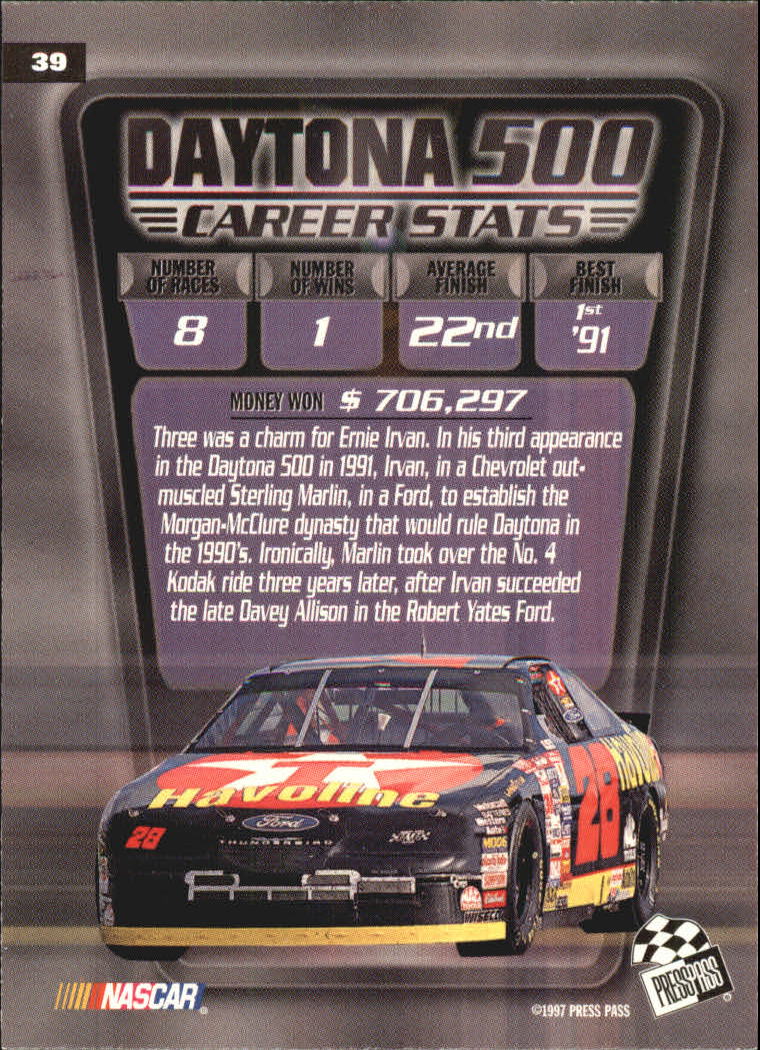 39
DAYTONA 500
CAREER STATS
NUMBER OF RACES
NUMBER OF WINS
AVERAGE FINISH
BEST FINISH
8
1
22nd
1st '91
MONEY WON $ 706,297
Three was a charm for Ernie Irvan. In his third appearance
in the Daytona 500 in 1991, Irvan, in a Chevrolet out-
muscled Sterling Marlin, in a Ford, to establish the
Morgan-McClure dynasty that would rule Daytona in
the 1990's. Ironically, Marlin took over the No. 4
Kodak ride three years later, after Irvan succeeded
the late Davey Allison in the Robert Yates Ford.
Havoline
Havoline
28
28
Ford
THUNDERBIRD
WISECO
NASCAR®
©1997 PRESS PASS
PRESS PASS®